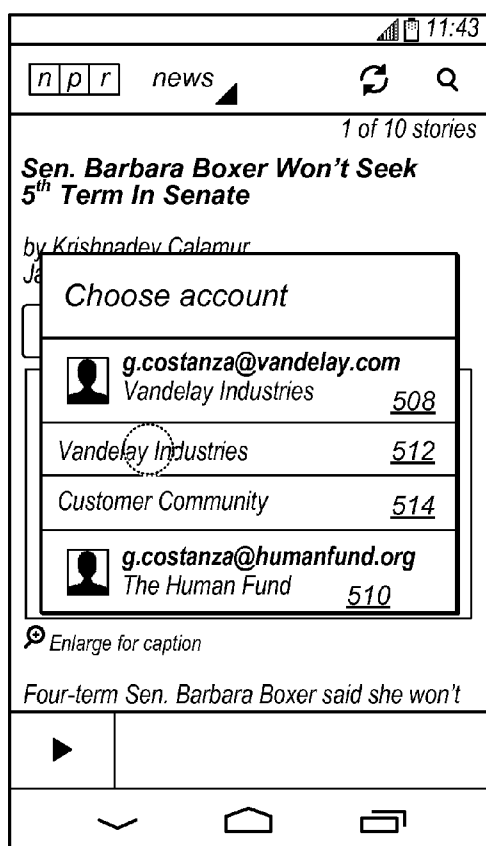 11:43
n p r news
1 of 10 stories
Sen. Barbara Boxer Won't Seek
5th Term In Senate
by Krishnadev Calamur
Choose account
g.costanza@vandelay.com
Vandelay Industries
508
Vandelay Industries 512
Customer Community 514
g.costanza@humanfund.org
The Human Fund 510
Enlarge for caption
Four-term Sen. Barbara Boxer said she won't